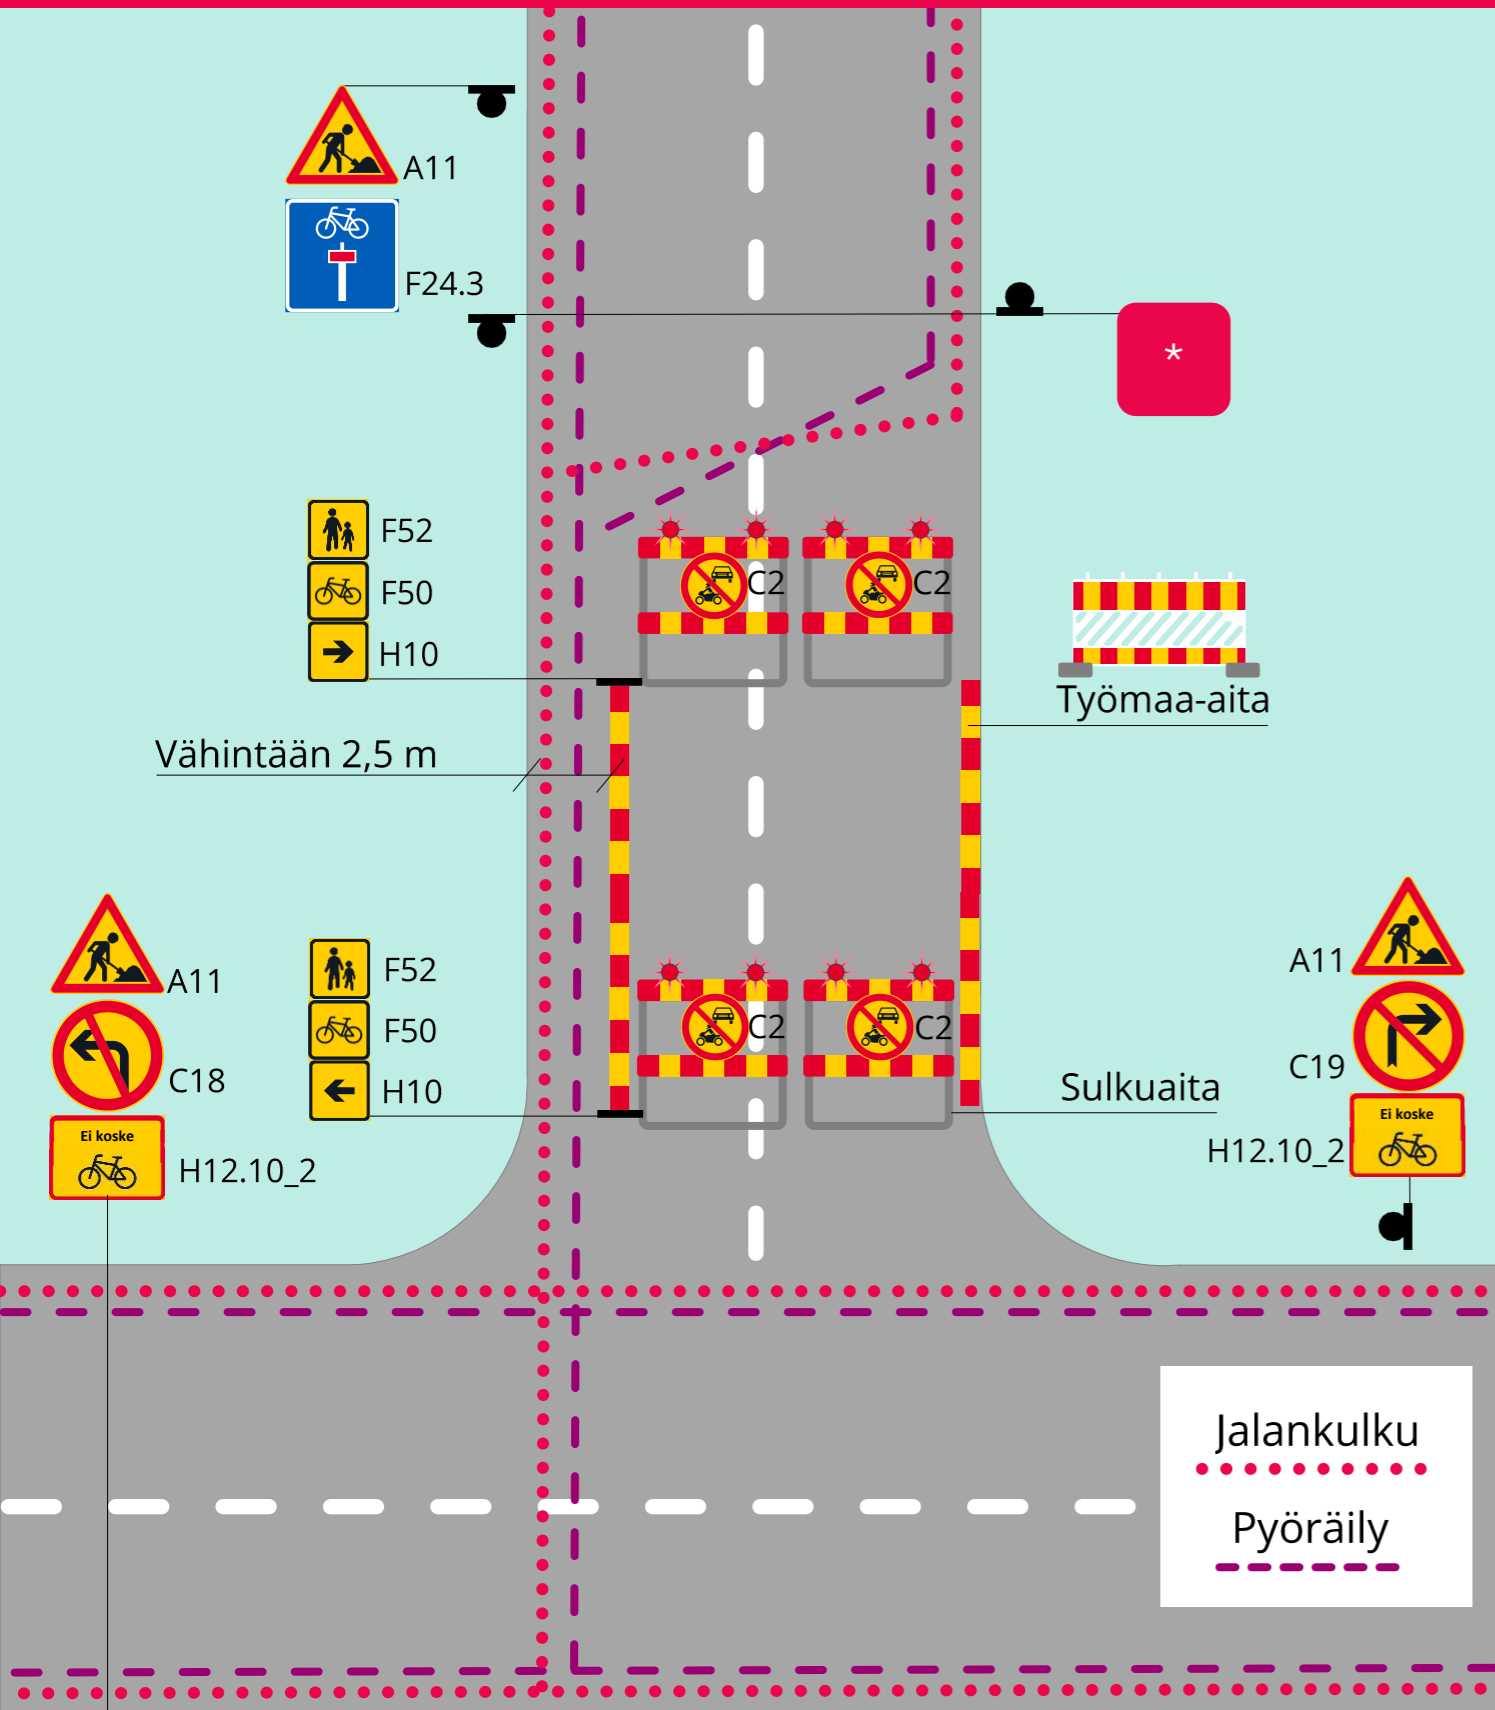 A11
F24.3
*
F52
F50
H10
C2
C2
Työmaa-aita
Vähintään 2,5 m
A11
C18
Ei koske
H12.10_2
F52
F50
H10
C2
C2
Sulkuaita
A11
C19
Ei koske
H12.10_2
Jalankulku
Pyöräily